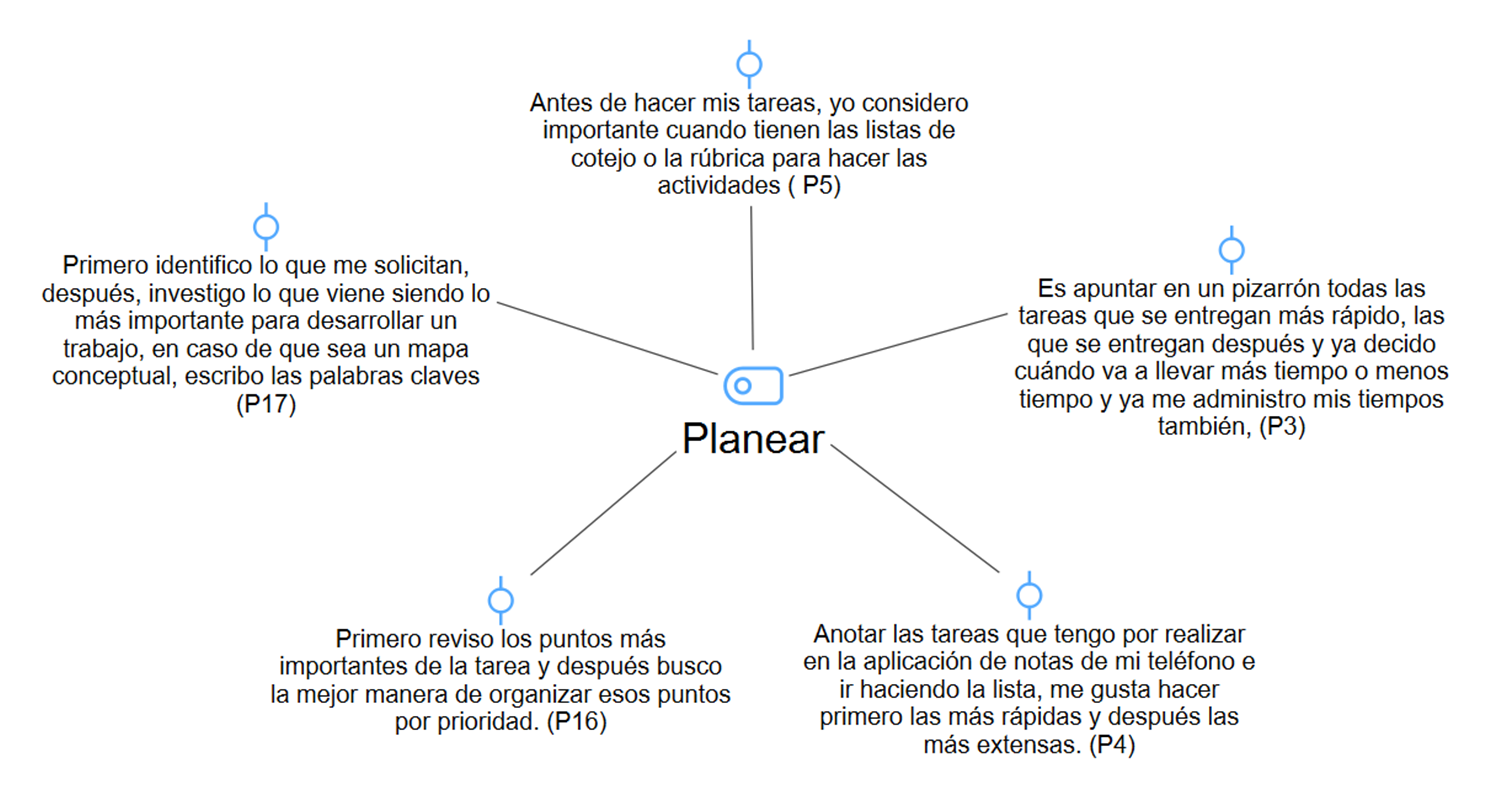 Antes de hacer mis tareas, yo considero
importante cuando tienen las listas de
cotejo o la rúbrica para hacer las
actividades ( P5)
Primero identifico lo que me solicitan,
después, investigo lo que viene siendo lo
más importante para desarrollar un
trabajo, en caso de que sea un mapa
conceptual, escribo las palabras claves
(P17)
Es apuntar en un pizarrón todas las
tareas que se entregan más rápido, las
que se entregan después y ya decido
cuándo va a llevar más tiempo o menos
tiempo y ya me administro mis tiempos
también, (P3)
Planear
Primero reviso los puntos más
importantes de la tarea y después busco
la mejor manera de organizar esos puntos
por prioridad. (P16)
Anotar las tareas que tengo por realizar
en la aplicación de notas de mi teléfono e
ir haciendo la lista, me gusta hacer
primero las más rápidas y después las
más extensas. (P4)